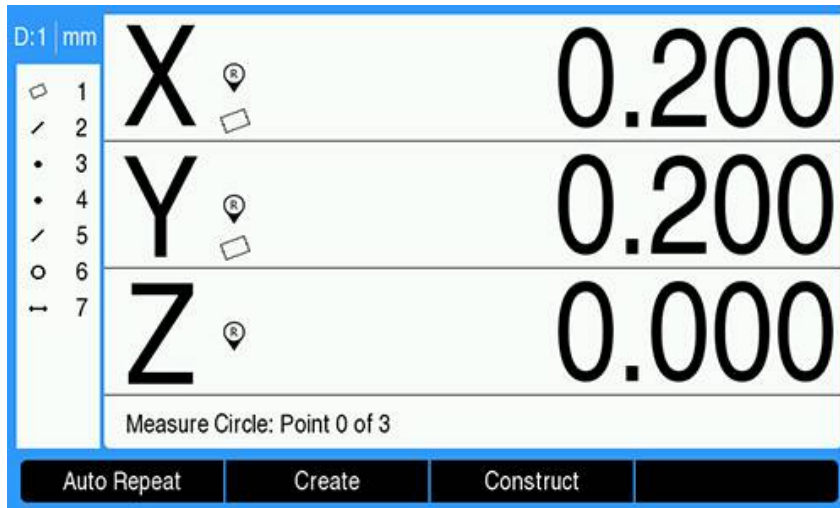 D:1 mm
1
2
3
4
5
6
7
X R 0.200
Y R 0.200
Z R 0.000
Measure Circle: Point 0 of 3
Auto Repeat Create Construct